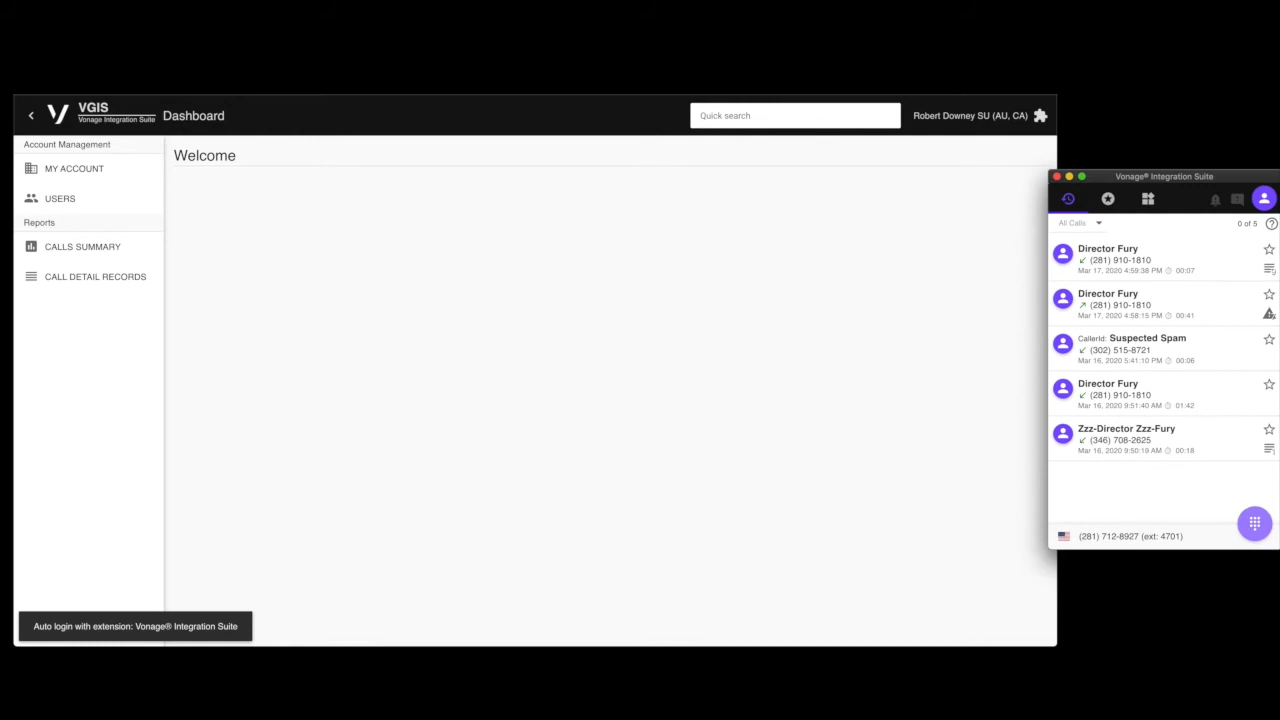 VGIS
Vonage Integration Suite
Dashboard
Quick search
Robert Downey SU (AU, CA)
Account Management
MY ACCOUNT
USERS
Reports
CALLS SUMMARY
CALL DETAIL RECORDS
Welcome
Auto login with extension: Vonage® Integration Suite
Vonage® Integration Suite
All Calls
0 of 5
Director Fury
(281) 910-1810
Mar 17, 2020 4:59:38 PM 00:07
Director Fury
(281) 910-1810
Mar 17, 2020 4:58:15 PM 00:41
CallerId: Suspected Spam
(302) 515-8721
Mar 16, 2020 5:41:10 PM 00:06
Director Fury
(281) 910-1810
Mar 16, 2020 9:51:40 AM 01:42
Zzz-Director Zzz-Fury
(346) 708-2625
Mar 16, 2020 9:50:19 AM 00:18
(281) 712-8927 (ext: 4701)